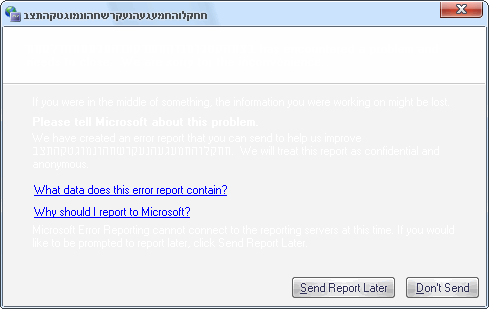 If you were in the middle of something, the information you were working on might be lost.
Please tell Microsoft about this problem.
We have created an error report that you can send to help us improve
We will treat this report as confidential and
anonymous.
What data does this error report contain?
Why should I report to Microsoft?
Microsoft Error Reporting cannot connect to the reporting servers at this time. If you would
like to be prompted to report later, click Send Report Later.
Send Report Later
Don't Send